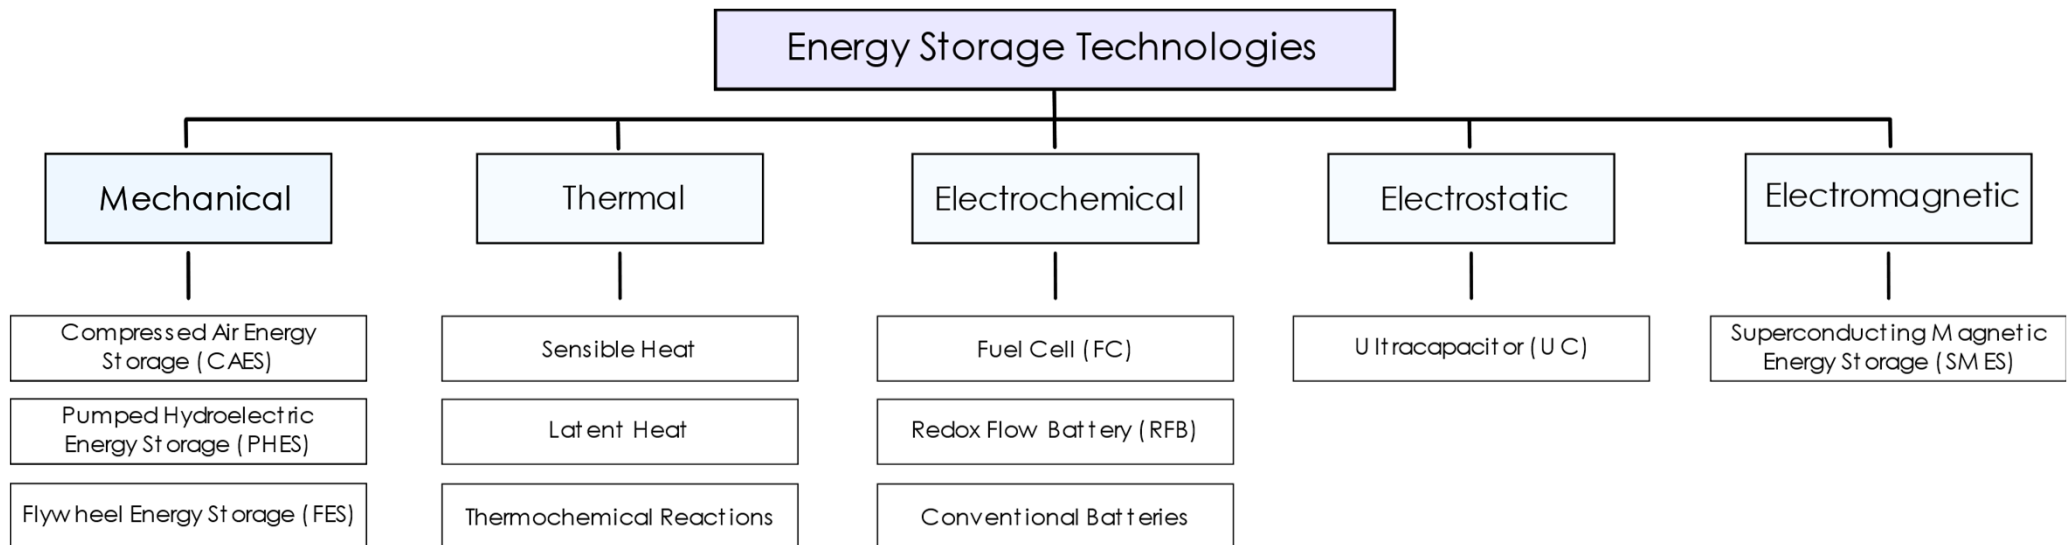 Energy Storage Technologies
Mechanical
Thermal
Electrochemical
Electrostatic
Electromagnetic
Compressed Air Energy
Storage (CAES)
Sensible Heat
Fuel Cell (FC)
Ultracapacitor (UC)
Superconducting Magnetic
Energy Storage (SMES)
Pumped Hydroelectric
Energy Storage (PHES)
Latent Heat
Redox Flow Battery (RFB)
Flywheel Energy Storage (FES)
Thermochemical Reactions
Conventional Batteries